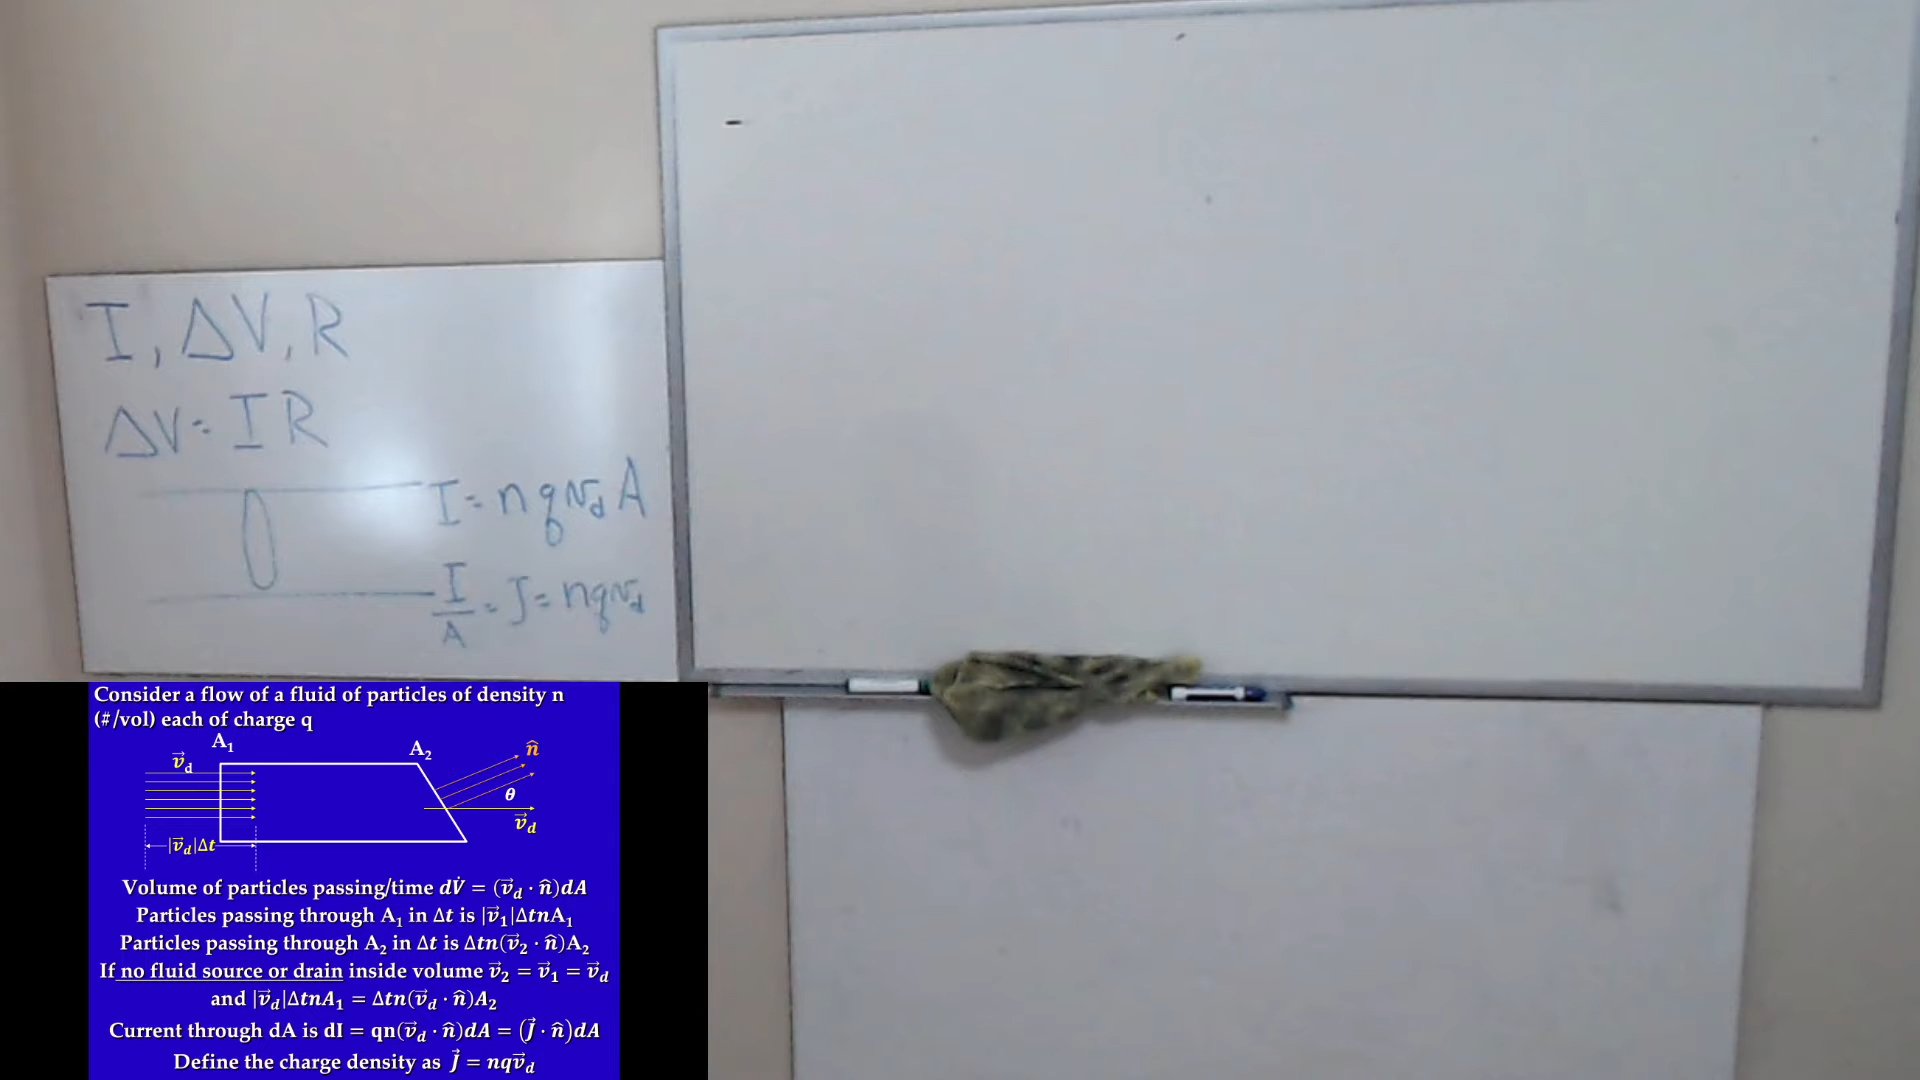 I, ΔV, R
ΔV = IR
I = nqv_d A
I/A = J = nqv_d
Consider a flow of a fluid of particles of density n
(#/vol) each of charge q
A₁
A₂
n̂
v⃗_d
θ
v⃗_d
|v⃗_d|Δt
Volume of particles passing/time dV̇ = (v⃗_d · n̂)dA
Particles passing through A₁ in Δt is |v⃗₁|ΔtnA₁
Particles passing through A₂ in Δt is Δtn(v⃗₂ · n̂)A₂
If no fluid source or drain inside volume v⃗₂ = v⃗₁ = v⃗_d
and |v⃗_d|ΔtnA₁ = Δtn(v⃗_d · n̂)A₂
Current through dA is dI = qn(v⃗_d · n̂)dA = (J⃗ · n̂)dA
Define the charge density as J⃗ = nqv⃗_d